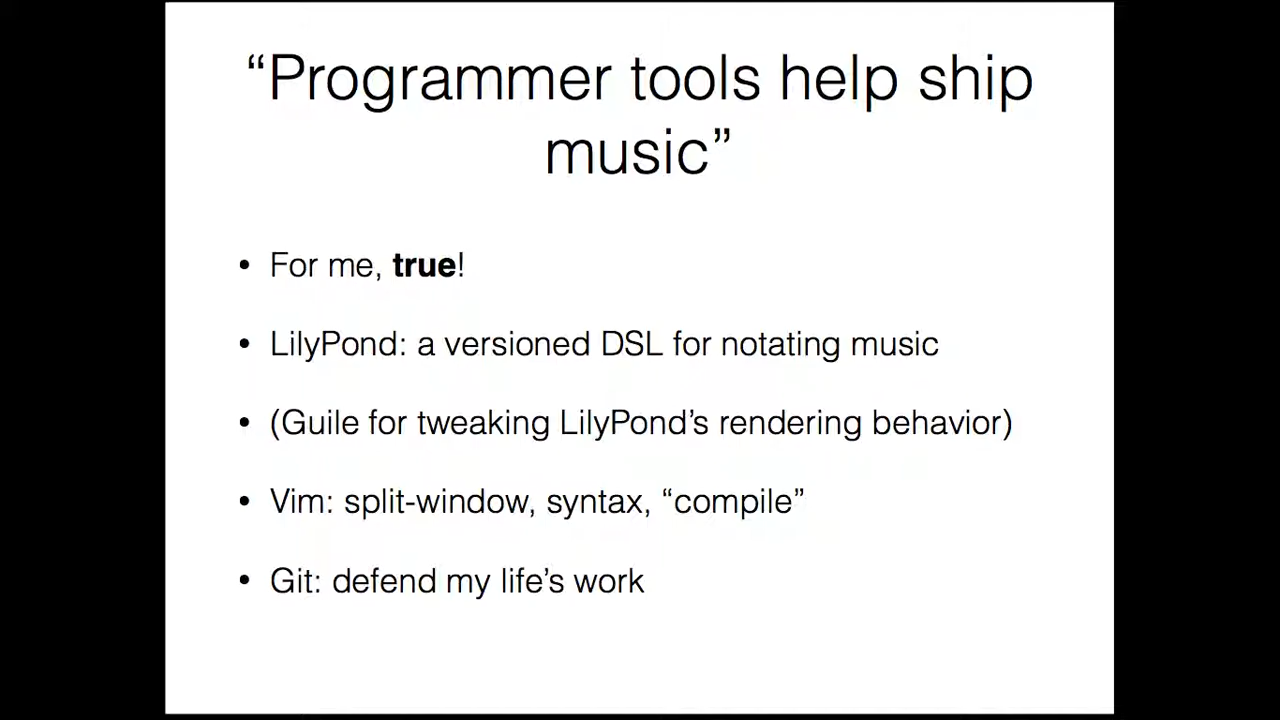 “Programmer tools help ship
music”
• For me, true!
• LilyPond: a versioned DSL for notating music
• (Guile for tweaking LilyPond’s rendering behavior)
• Vim: split-window, syntax, “compile”
• Git: defend my life’s work